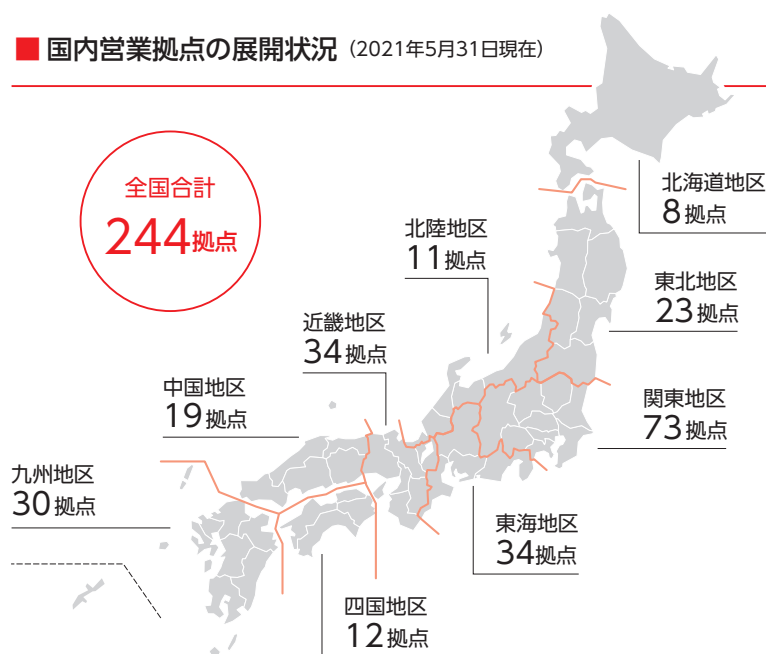 ■ 国内営業拠点の展開状況（2021年5月31日現在）
全国合計
244拠点
北海道地区
8拠点
北陸地区
11拠点
東北地区
23拠点
近畿地区
34拠点
中国地区
19拠点
関東地区
73拠点
九州地区
30拠点
東海地区
34拠点
四国地区
12拠点